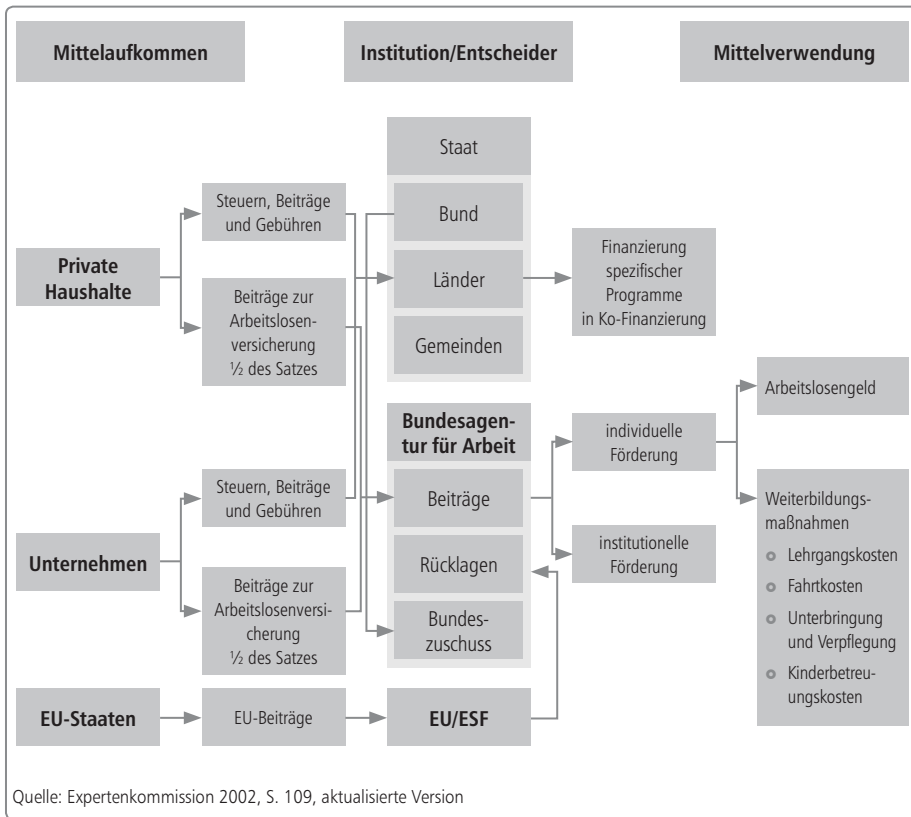 Mittelaufkommen
Institution/Entscheider
Mittelverwendung
Staat
Steuern, Beiträge
und Gebühren
Bund
Private
Haushalte
Länder
Finanzierung
spezifischer
Programme
in Ko-Finanzierung
Beiträge zur
Arbeitslosen-
versicherung
½ des Satzes
Gemeinden
Arbeitslosengeld
Bundesagen-
tur für Arbeit
individuelle
Förderung
Steuern, Beiträge
und Gebühren
Beiträge
Weiterbildungs-
maßnahmen
Lehrgangskosten
Fahrtkosten
Unterbringung
und Verpflegung
Kinderbetreu-
ungskosten
Unternehmen
Rücklagen
institutionelle
Förderung
Beiträge zur
Arbeitslosenversi-
cherung
½ des Satzes
Bundes-
zuschuss
EU-Staaten
EU-Beiträge
EU/ESF
Quelle: Expertenkommission 2002, S. 109, aktualisierte Version